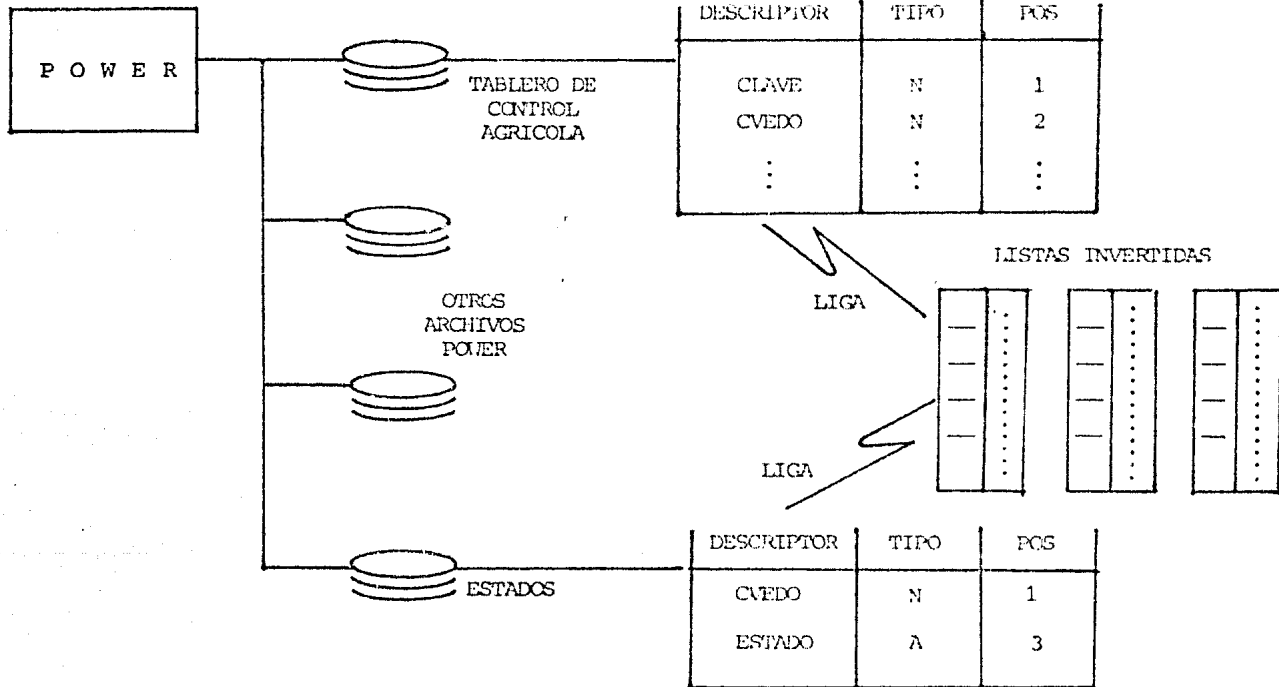 P O W E R
TABLERO DE
CONTROL
AGRICOLA
DESCRIPTOR TIPO POS
CLAVE N 1
CVEDO N 2
LISTAS INVERTIDAS
LIGA
OTROS
ARCHIVOS
POWER
LIGA
ESTADOS
DESCRIPTOR TIPO POS
CVEDO N 1
ESTADO A 3